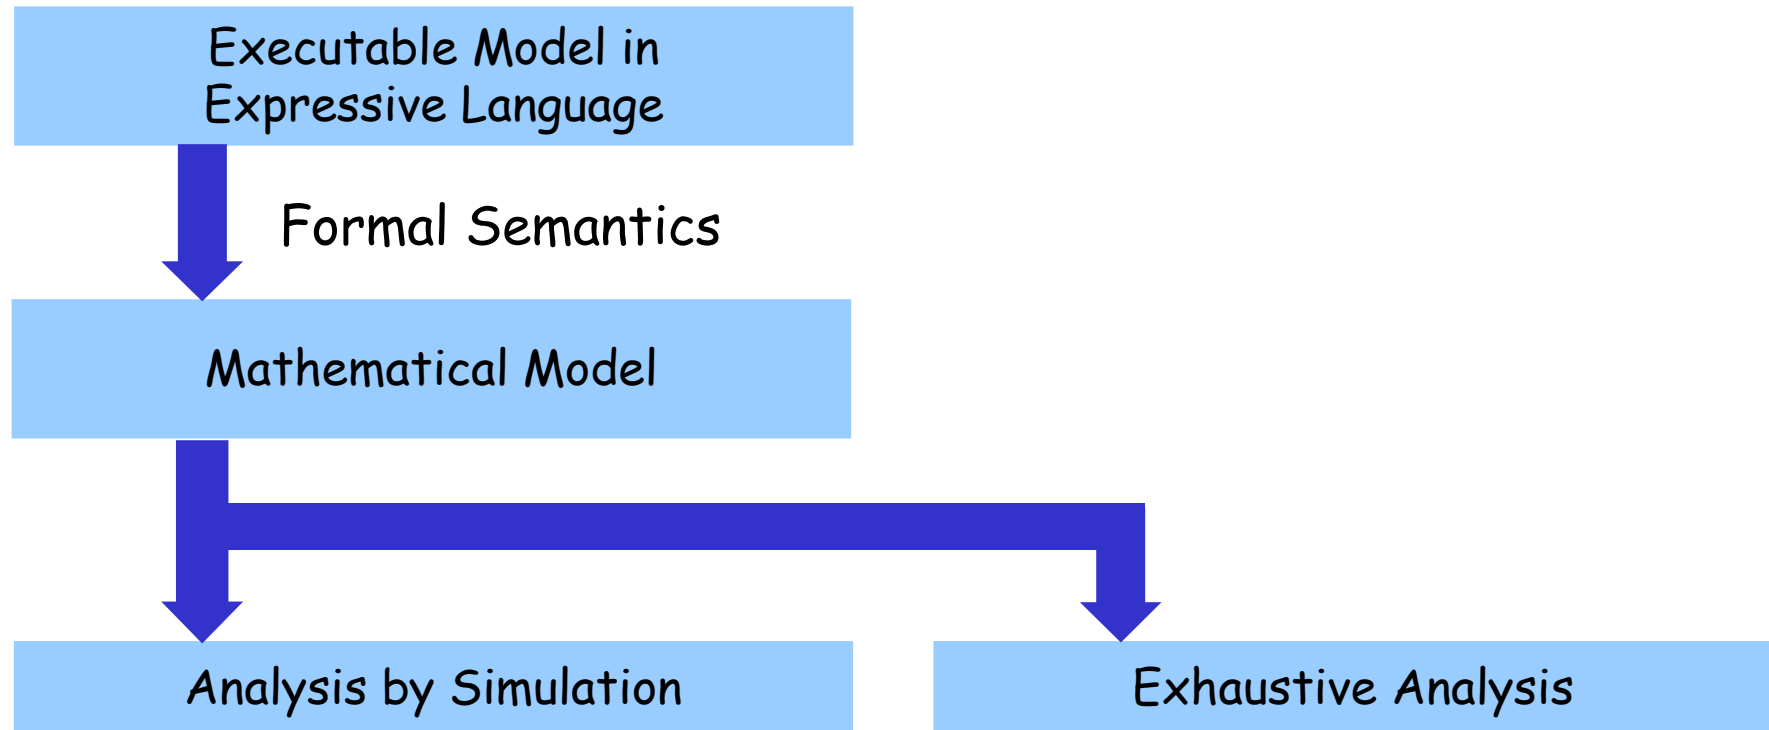 Executable Model in
Expressive Language
Formal Semantics
Mathematical Model
Analysis by Simulation
Exhaustive Analysis